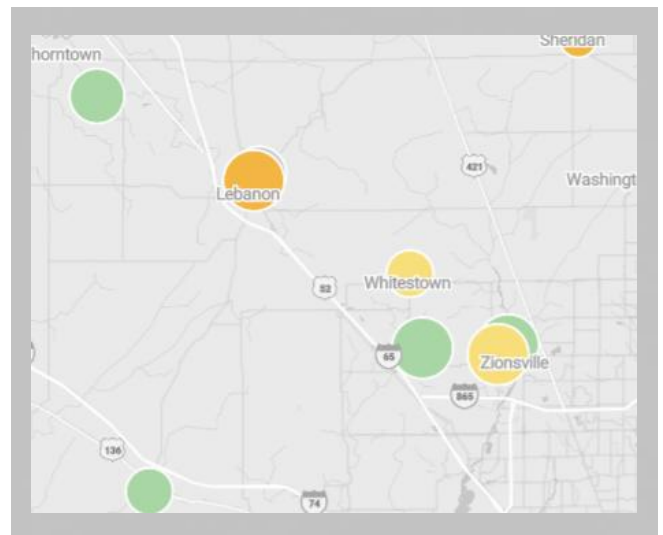 Sheridan
horntown
421
Washingt
Lebanon
Whitestown
52
65
Zionsville
865
136
74